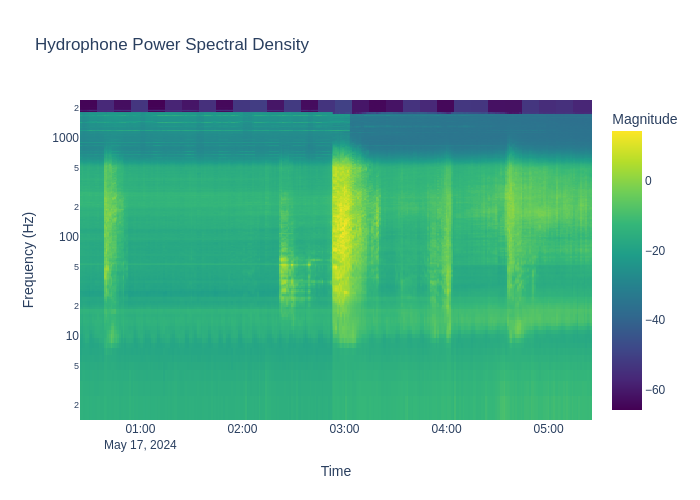 Hydrophone Power Spectral Density
Magnitude
0
−20
−40
−60
Frequency (Hz)
2
1000
5
2
100
5
2
10
5
2
01:00 02:00 03:00 04:00 05:00
May 17, 2024
Time